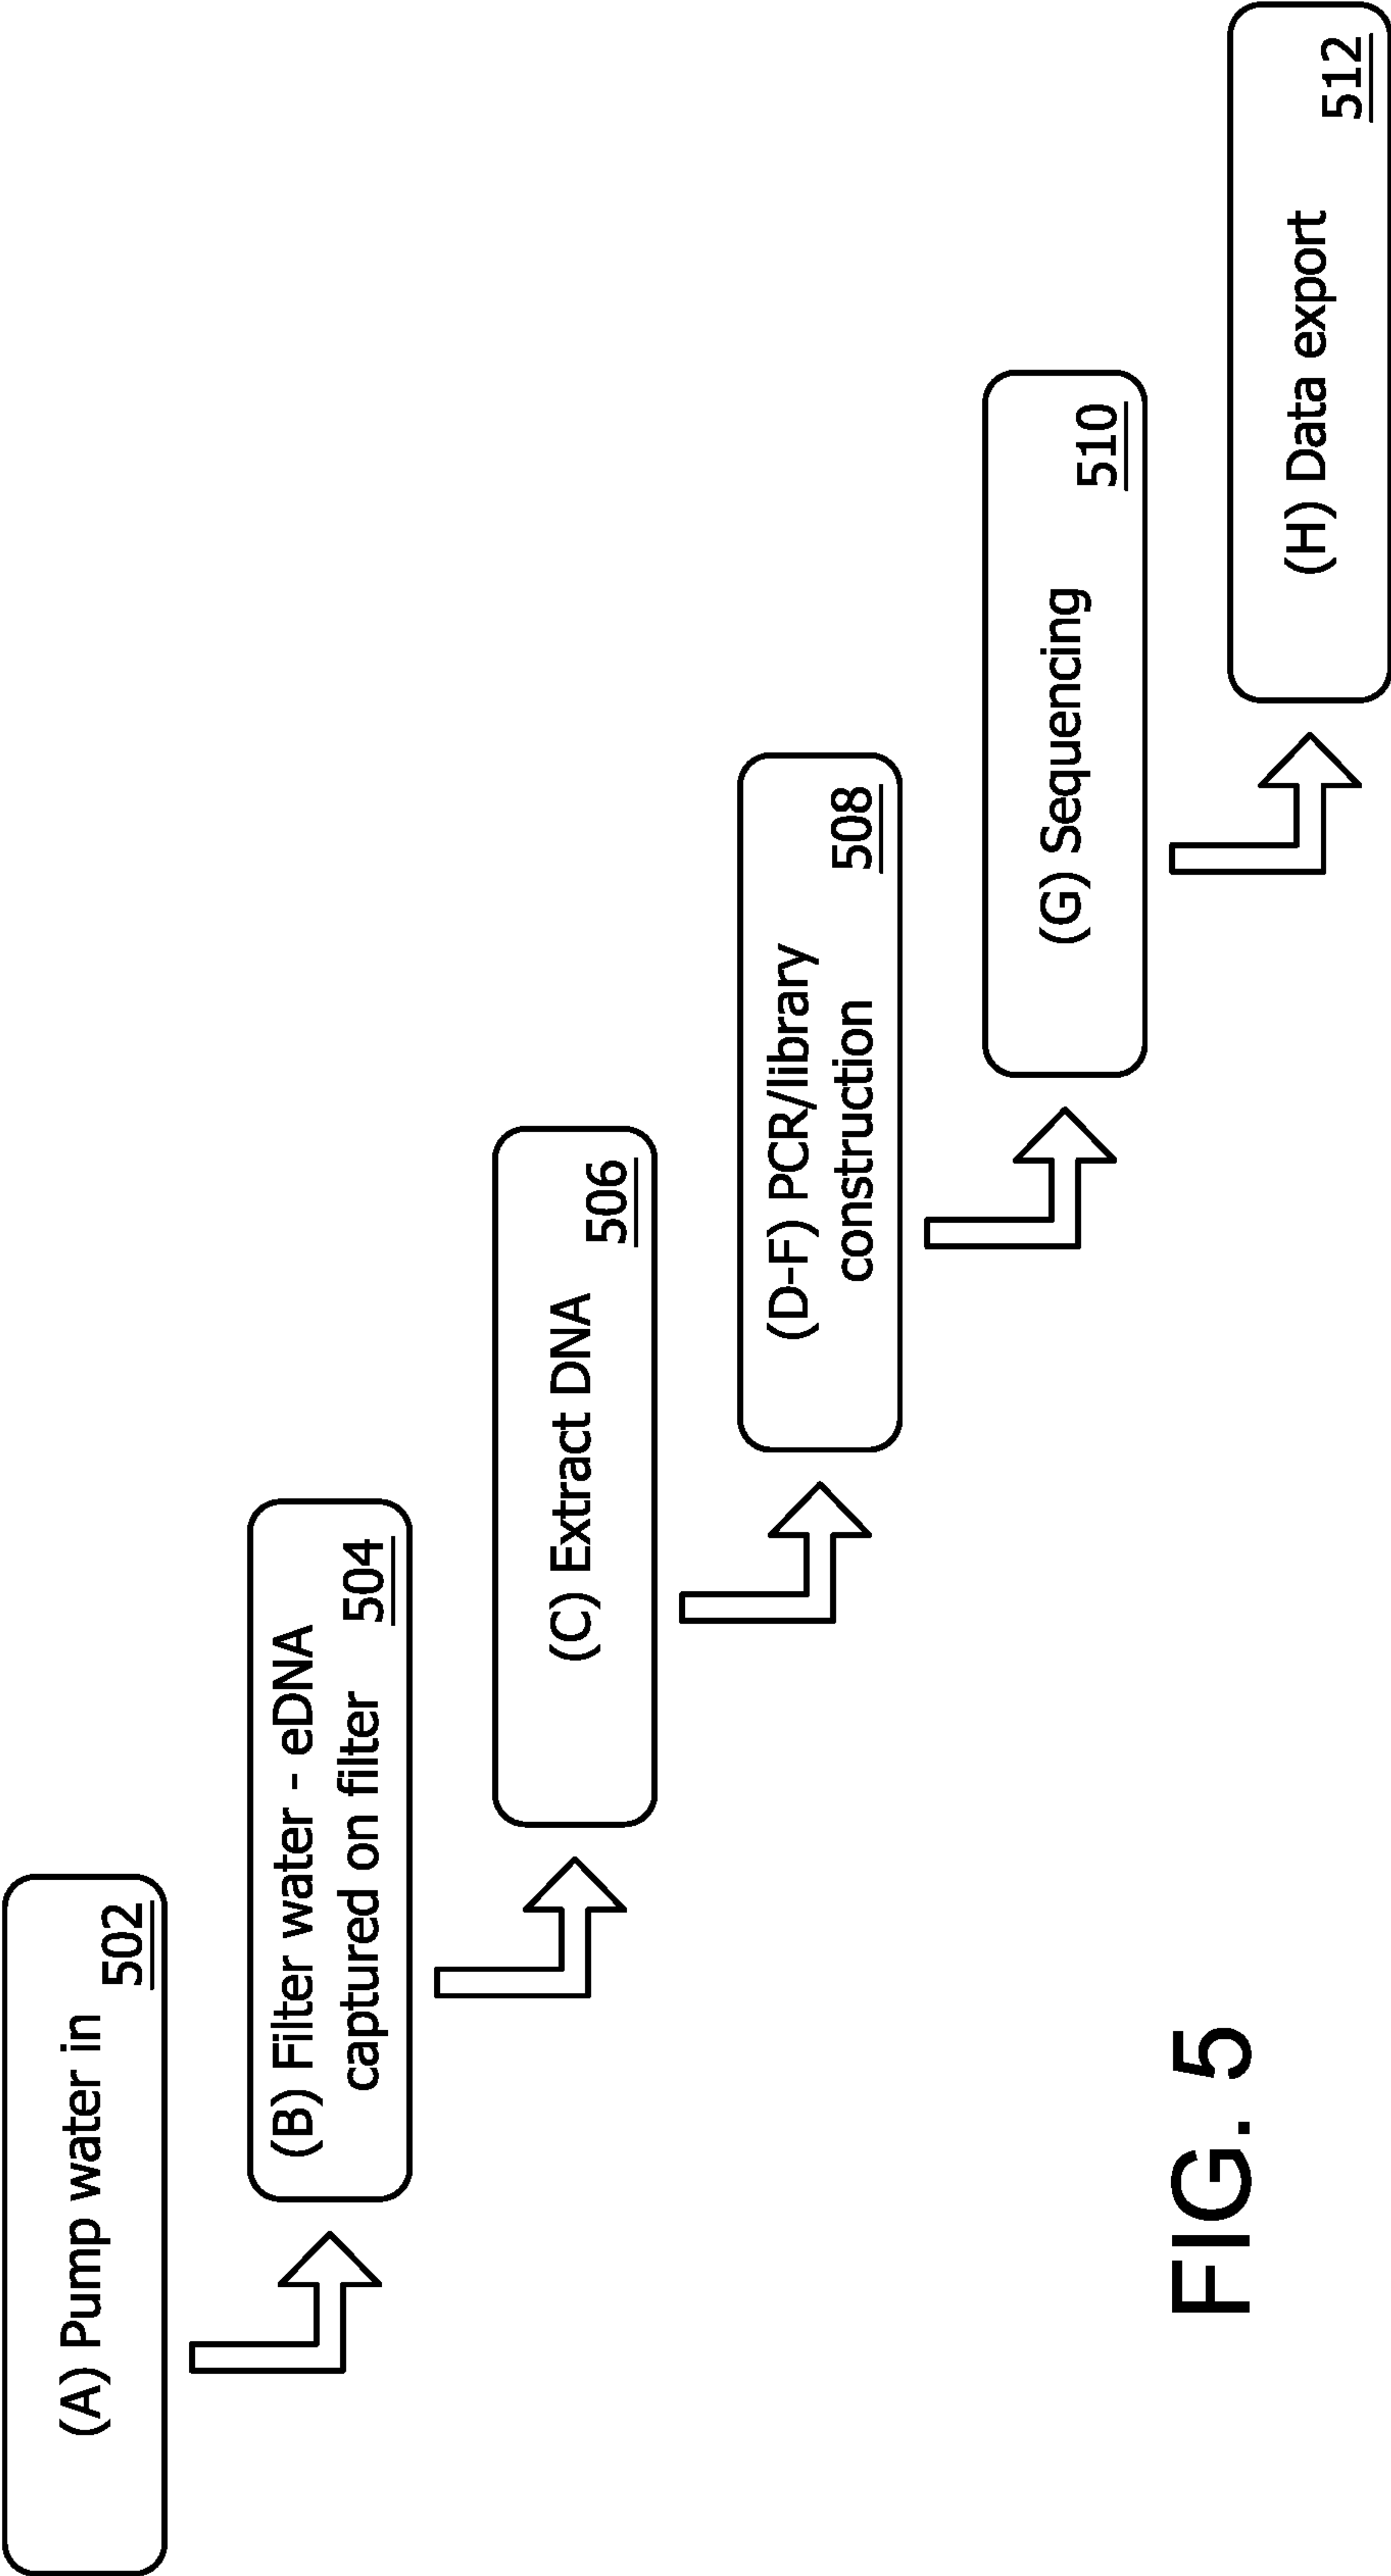 (A) Pump water in
502
(B) Filter water - eDNA
captured on filter
504
(C) Extract DNA
506
(D-F) PCR/library
construction
508
(G) Sequencing
510
(H) Data export
512
FIG. 5